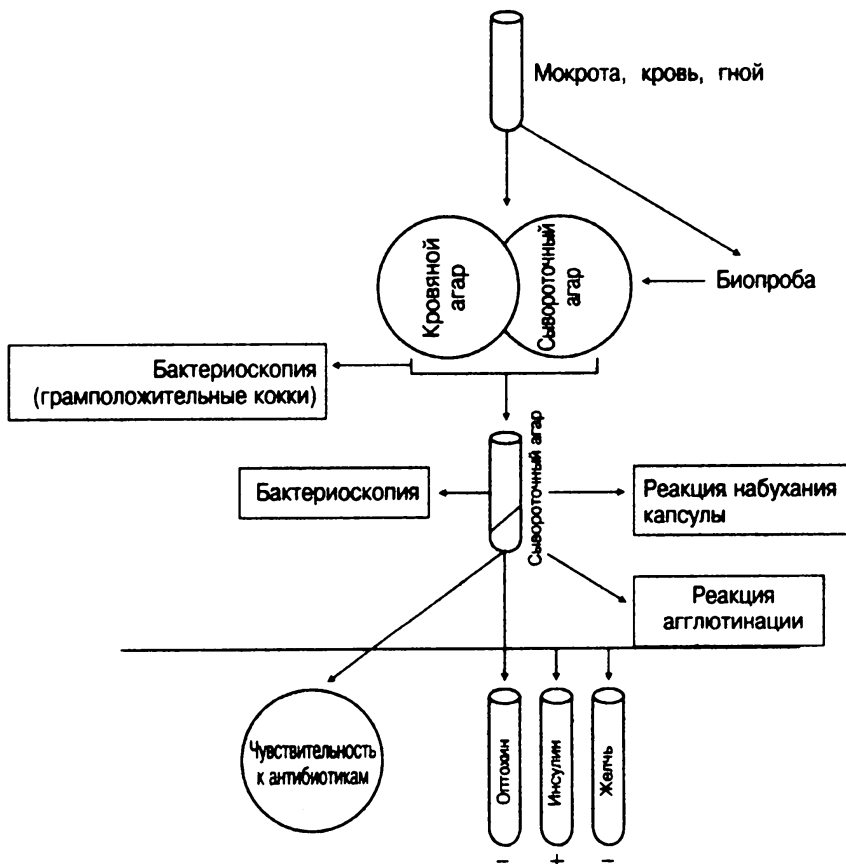 Мокрота, кровь, гной
Кровяной
агар
Сывороточный
агар
Биопроба
Бактериоскопия
(грамположительные кокки)
Бактериоскопия
Сывороточный агар
Реакция набухания
капсулы
Реакция
агглютинации
Чувствительность
к антибиотикам
Оптохин
Инсулин
Желчь
− + −